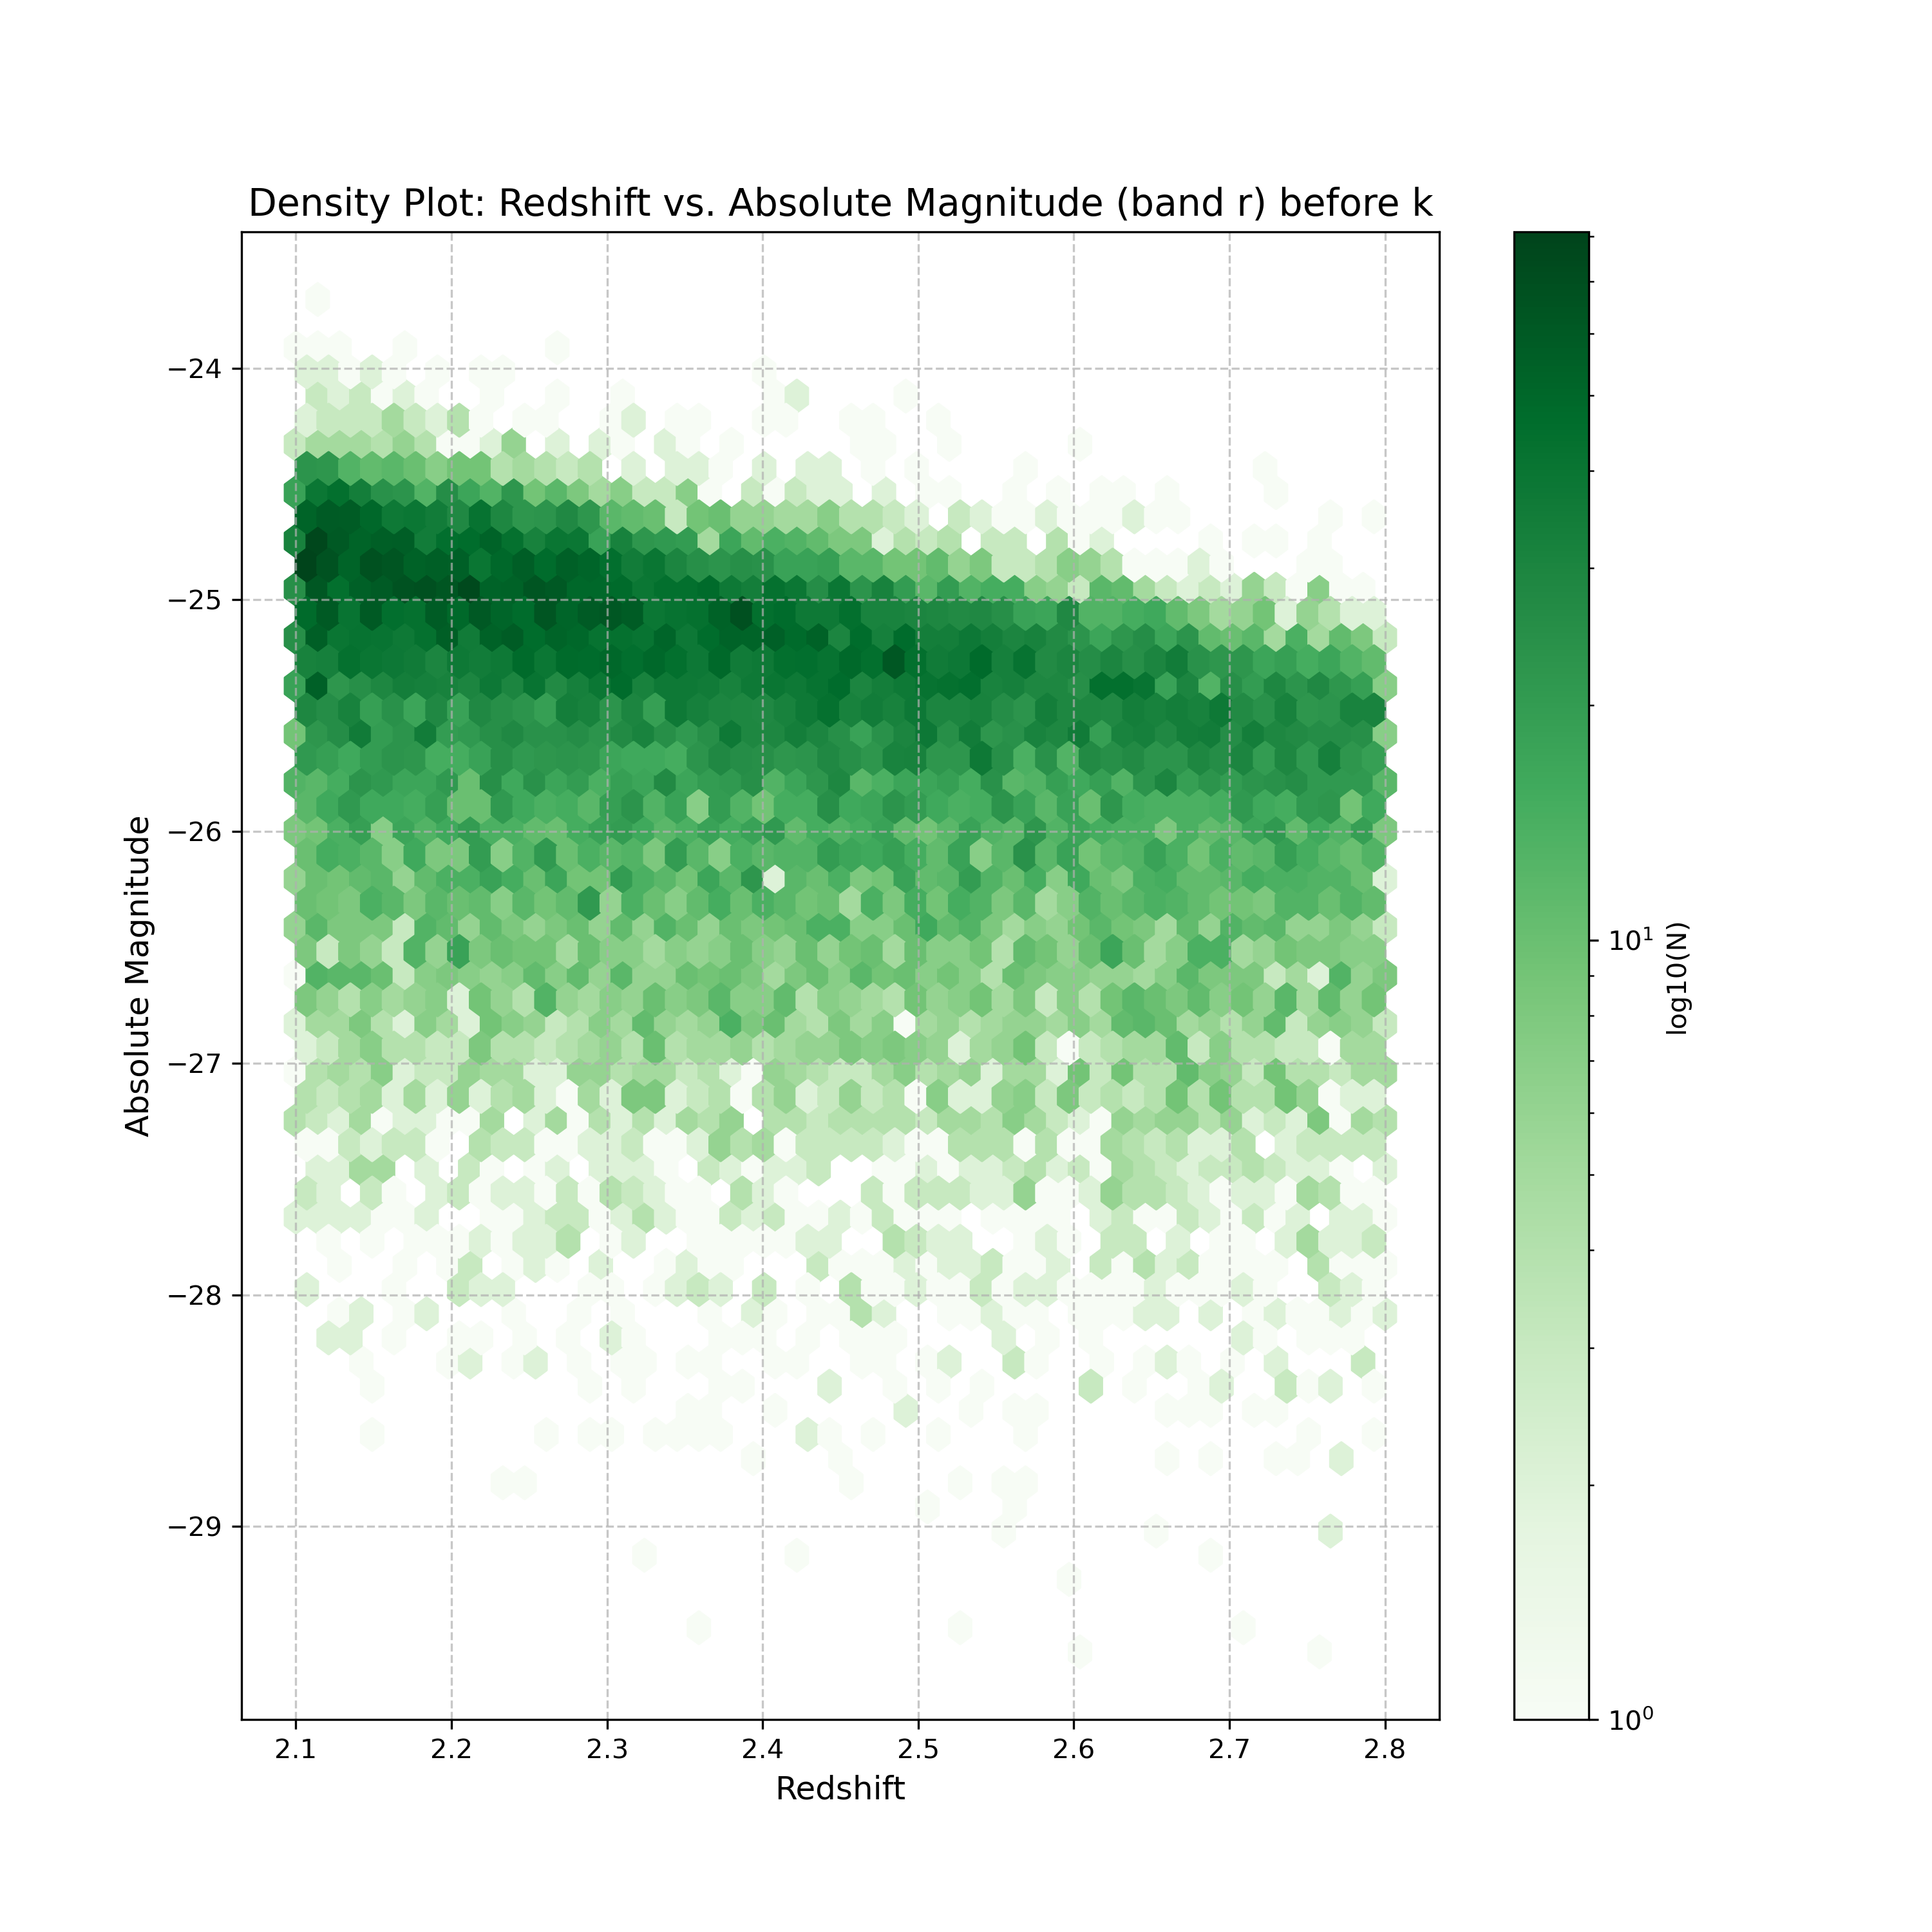 Density Plot: Redshift vs. Absolute Magnitude (band r) before k
Absolute Magnitude
−24
−25
−26
−27
−28
−29
2.1 2.2 2.3 2.4 2.5 2.6 2.7 2.8
Redshift
10¹
10⁰
log10(N)